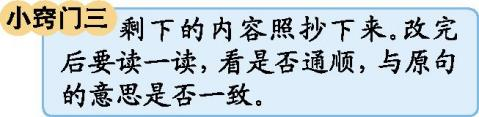 小窍门三
剩下的内容照抄下来。改完
后要读一读，看是否通顺，与原句
的意思是否一致。